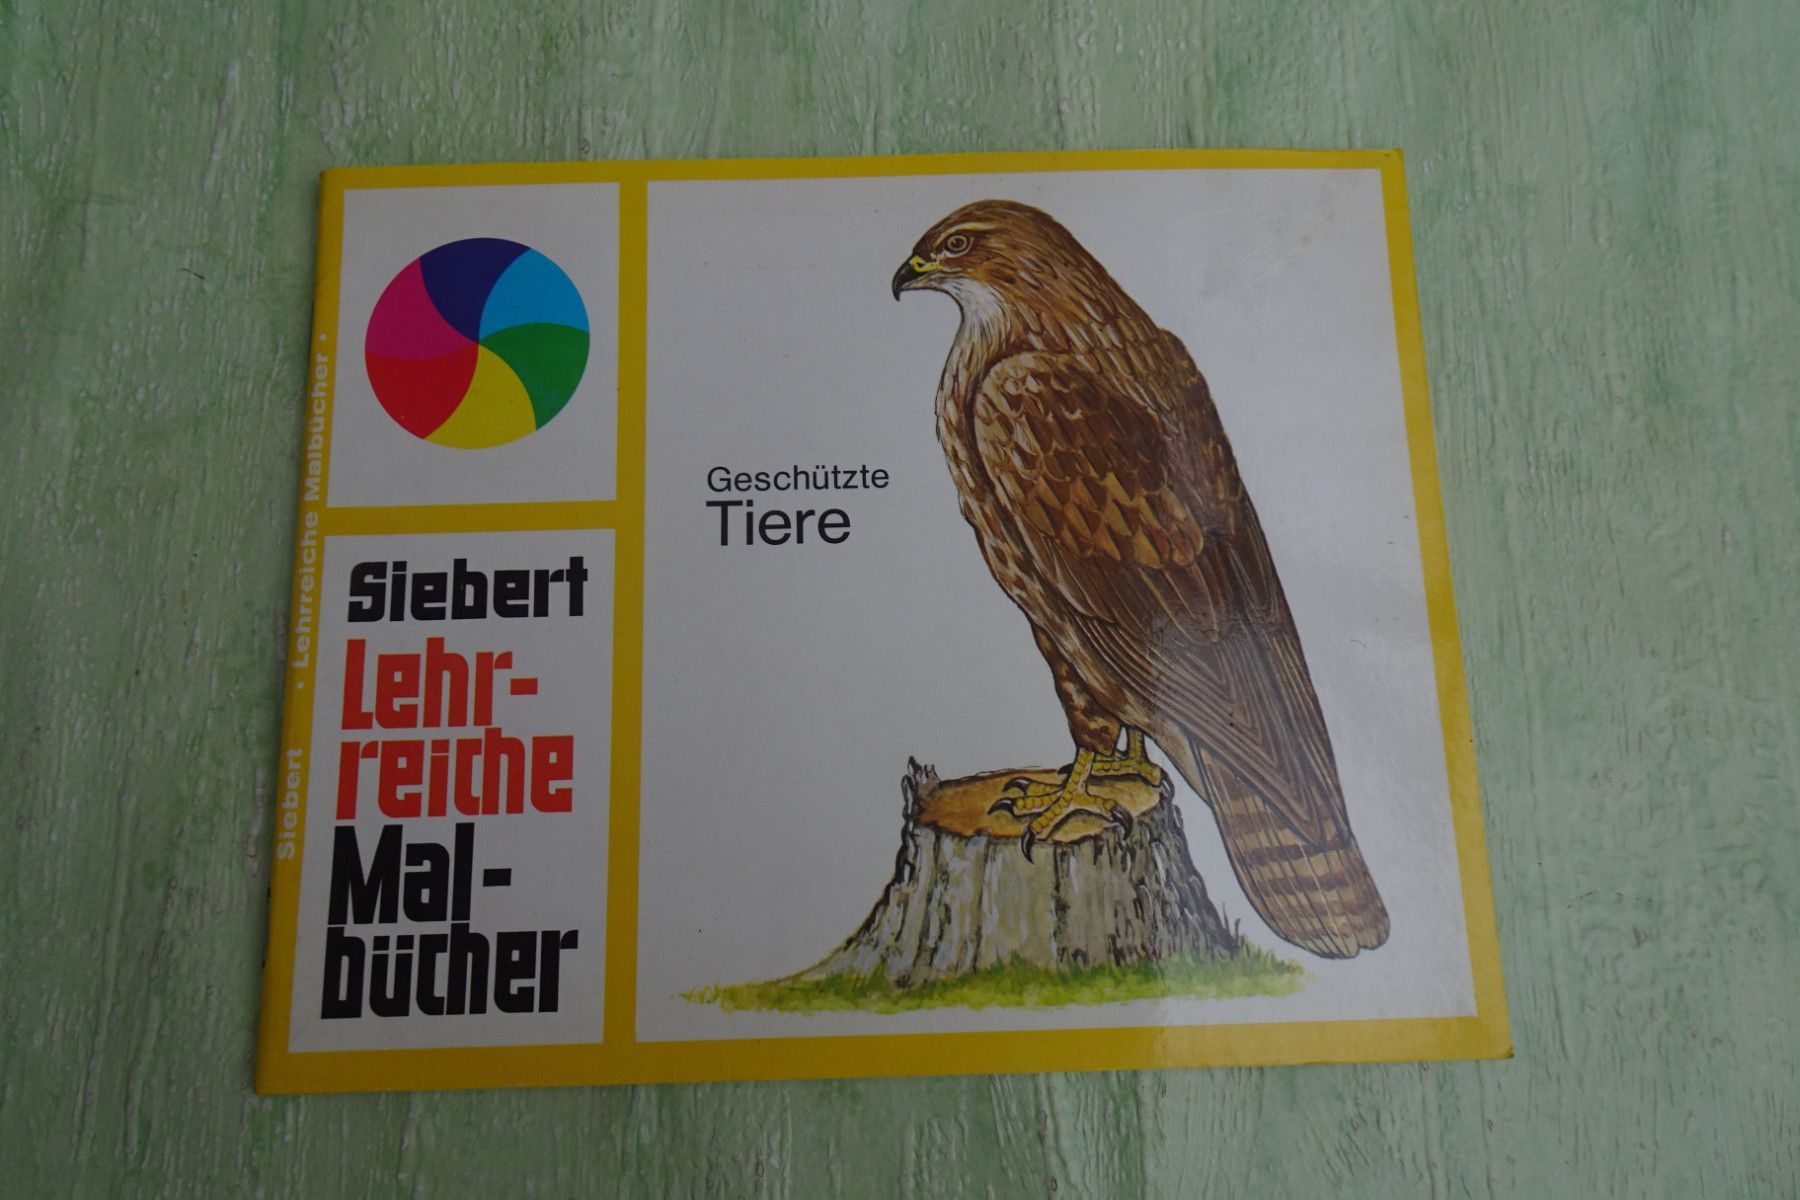 Siebert
Lehr-
reiche
Mal-
bücher
Geschützte
Tiere
Siebert • Lehrreiche Malbücher •